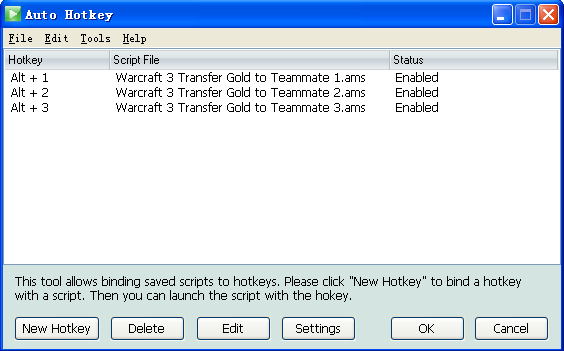 Auto Hotkey
File Edit Tools Help
Hotkey Script File Status
Alt + 1 Warcraft 3 Transfer Gold to Teammate 1.ams Enabled
Alt + 2 Warcraft 3 Transfer Gold to Teammate 2.ams Enabled
Alt + 3 Warcraft 3 Transfer Gold to Teammate 3.ams Enabled
This tool allows binding saved scripts to hotkeys. Please click "New Hotkey" to bind a hotkey
with a script. Then you can launch the script with the hokey.
New Hotkey Delete Edit Settings OK Cancel